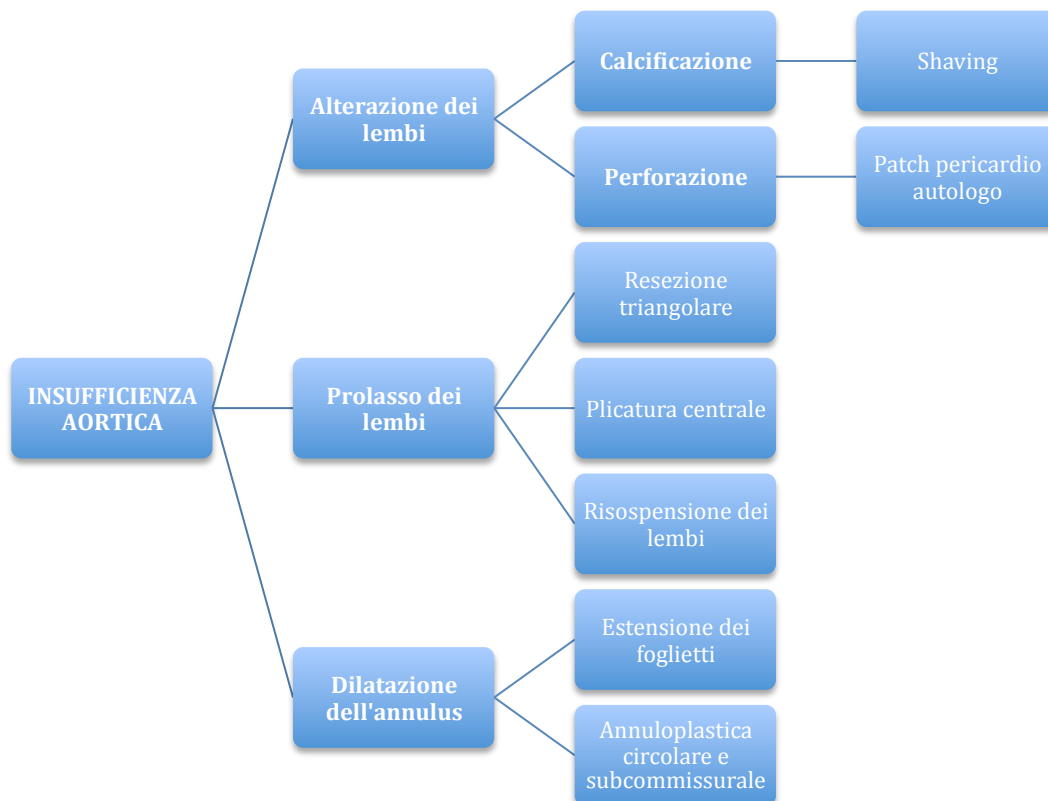 INSUFFICIENZA
AORTICA
Alterazione dei
lembi
Calcificazione
Shaving
Perforazione
Patch pericardio
autologo
Prolasso dei
lembi
Resezione
triangolare
Plicatura centrale
Risospensione dei
lembi
Dilatazione
dell'annulus
Estensione dei
foglietti
Annuloplastica
circolare e
subcommissurale